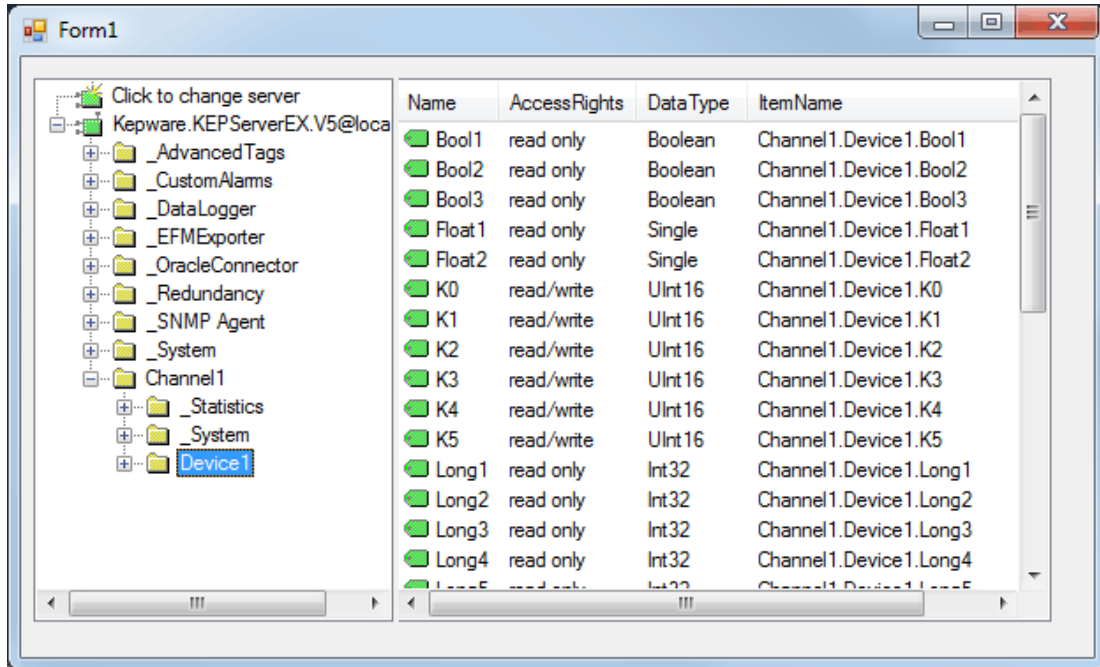 Form1
Click to change server
Kepware.KEPServerEX.V5@loca
_AdvancedTags
_CustomAlarms
_DataLogger
_EFMExporter
_OracleConnector
_Redundancy
_SNMP Agent
_System
Channel1
_Statistics
_System
Device1
Name AccessRights DataType ItemName
Bool1 read only Boolean Channel1.Device1.Bool1
Bool2 read only Boolean Channel1.Device1.Bool2
Bool3 read only Boolean Channel1.Device1.Bool3
Float1 read only Single Channel1.Device1.Float1
Float2 read only Single Channel1.Device1.Float2
K0 read/write UInt16 Channel1.Device1.K0
K1 read/write UInt16 Channel1.Device1.K1
K2 read/write UInt16 Channel1.Device1.K2
K3 read/write UInt16 Channel1.Device1.K3
K4 read/write UInt16 Channel1.Device1.K4
K5 read/write UInt16 Channel1.Device1.K5
Long1 read only Int32 Channel1.Device1.Long1
Long2 read only Int32 Channel1.Device1.Long2
Long3 read only Int32 Channel1.Device1.Long3
Long4 read only Int32 Channel1.Device1.Long4